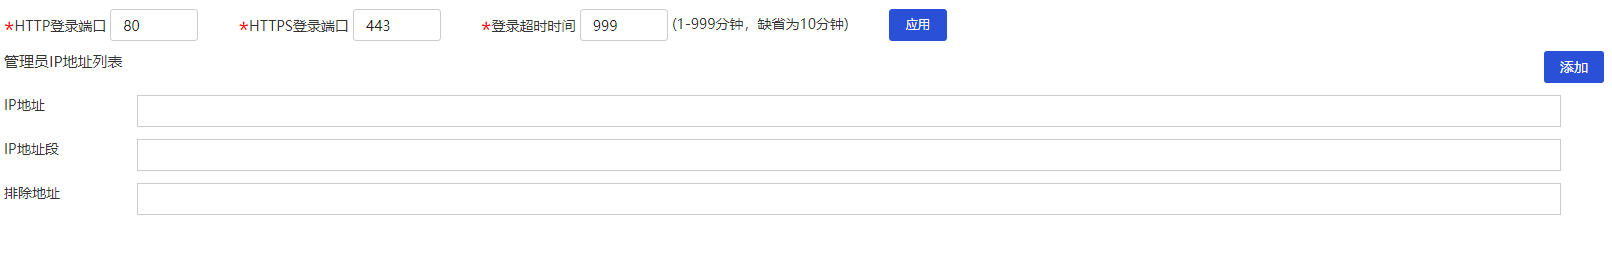 *HTTP登录端口 80 *HTTPS登录端口 443 *登录超时时间 999 (1-999分钟，缺省为10分钟) 应用
管理员IP地址列表 添加
IP地址
IP地址段
排除地址